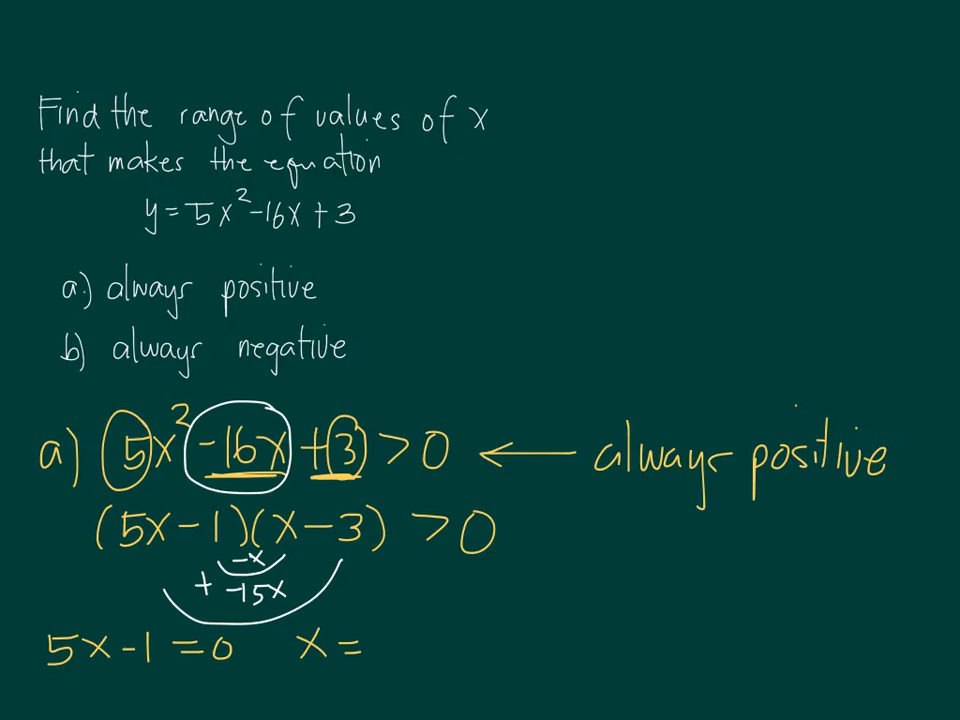 Find the range of values of x
that makes the equation
y = 5x² - 16x + 3
a.) always positive
b) always negative
a) 5x² - 16x + 3 > 0 ← always positive
(5x - 1)(x - 3) > 0
-x
+ -15x
5x - 1 = 0 x =